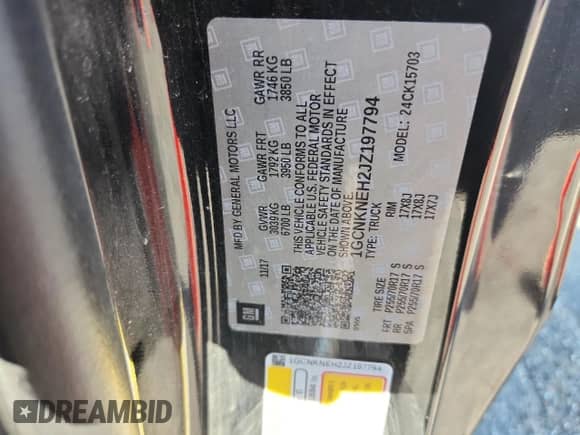 MFD BY GENERAL MOTORS LLC
11/17 GVWR GAWR FRT GAWR RR
3039 KG 1792 KG 1746 KG
6700 LB 3950 LB 3850 LB
THIS VEHICLE CONFORMS TO ALL
APPLICABLE U.S. FEDERAL MOTOR
VEHICLE SAFETY STANDARDS IN EFFECT
ON THE DATE OF MANUFACTURE
SHOWN ABOVE.
1GCNKNEH2JZ197794
TYPE: TRUCK MODEL: 24CK15703
GM
TIRE SIZE RIM
FRT P255/70R17 S 17X8J
RR P255/70R17 S 17X8J
SPA P255/70R17 S 17X7J
1GCNKNEH2JZ197794
DREAMBID